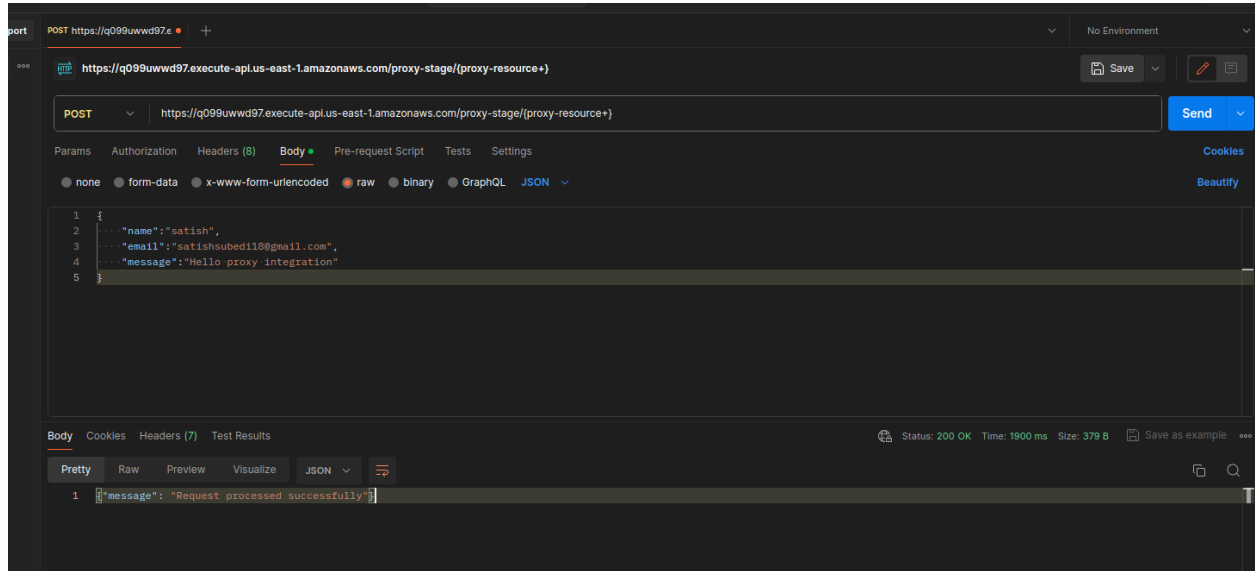 port POST https://q099uwwd97.e + No Environment
HTTP https://q099uwwd97.execute-api.us-east-1.amazonaws.com/proxy-stage/{proxy-resource+} Save
POST https://q099uwwd97.execute-api.us-east-1.amazonaws.com/proxy-stage/{proxy-resource+} Send
Params Authorization Headers (8) Body Pre-request Script Tests Settings Cookies
none form-data x-www-form-urlencoded raw binary GraphQL JSON Beautify
1 {
2 "name":"satish",
3 "email":"satishsubedi18@gmail.com",
4 "message":"Hello proxy integration"
5 }
Body Cookies Headers (7) Test Results Status: 200 OK Time: 1900 ms Size: 379 B Save as example
Pretty Raw Preview Visualize JSON
1 {"message": "Request processed successfully"}